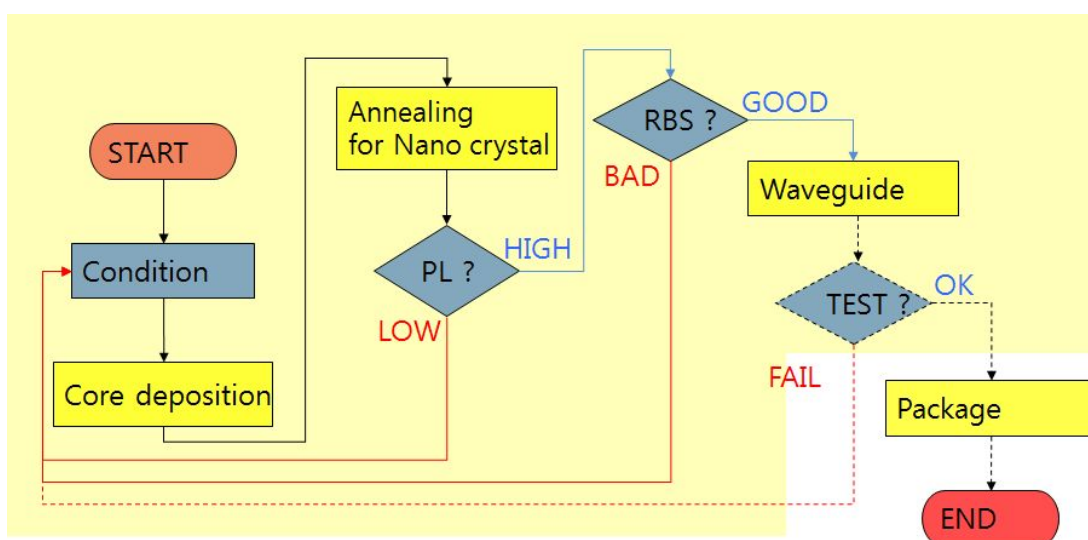 START
Condition
Core deposition
Annealing
for Nano crystal
PL ?
HIGH
LOW
RBS ?
GOOD
BAD
Waveguide
TEST ?
OK
FAIL
Package
END